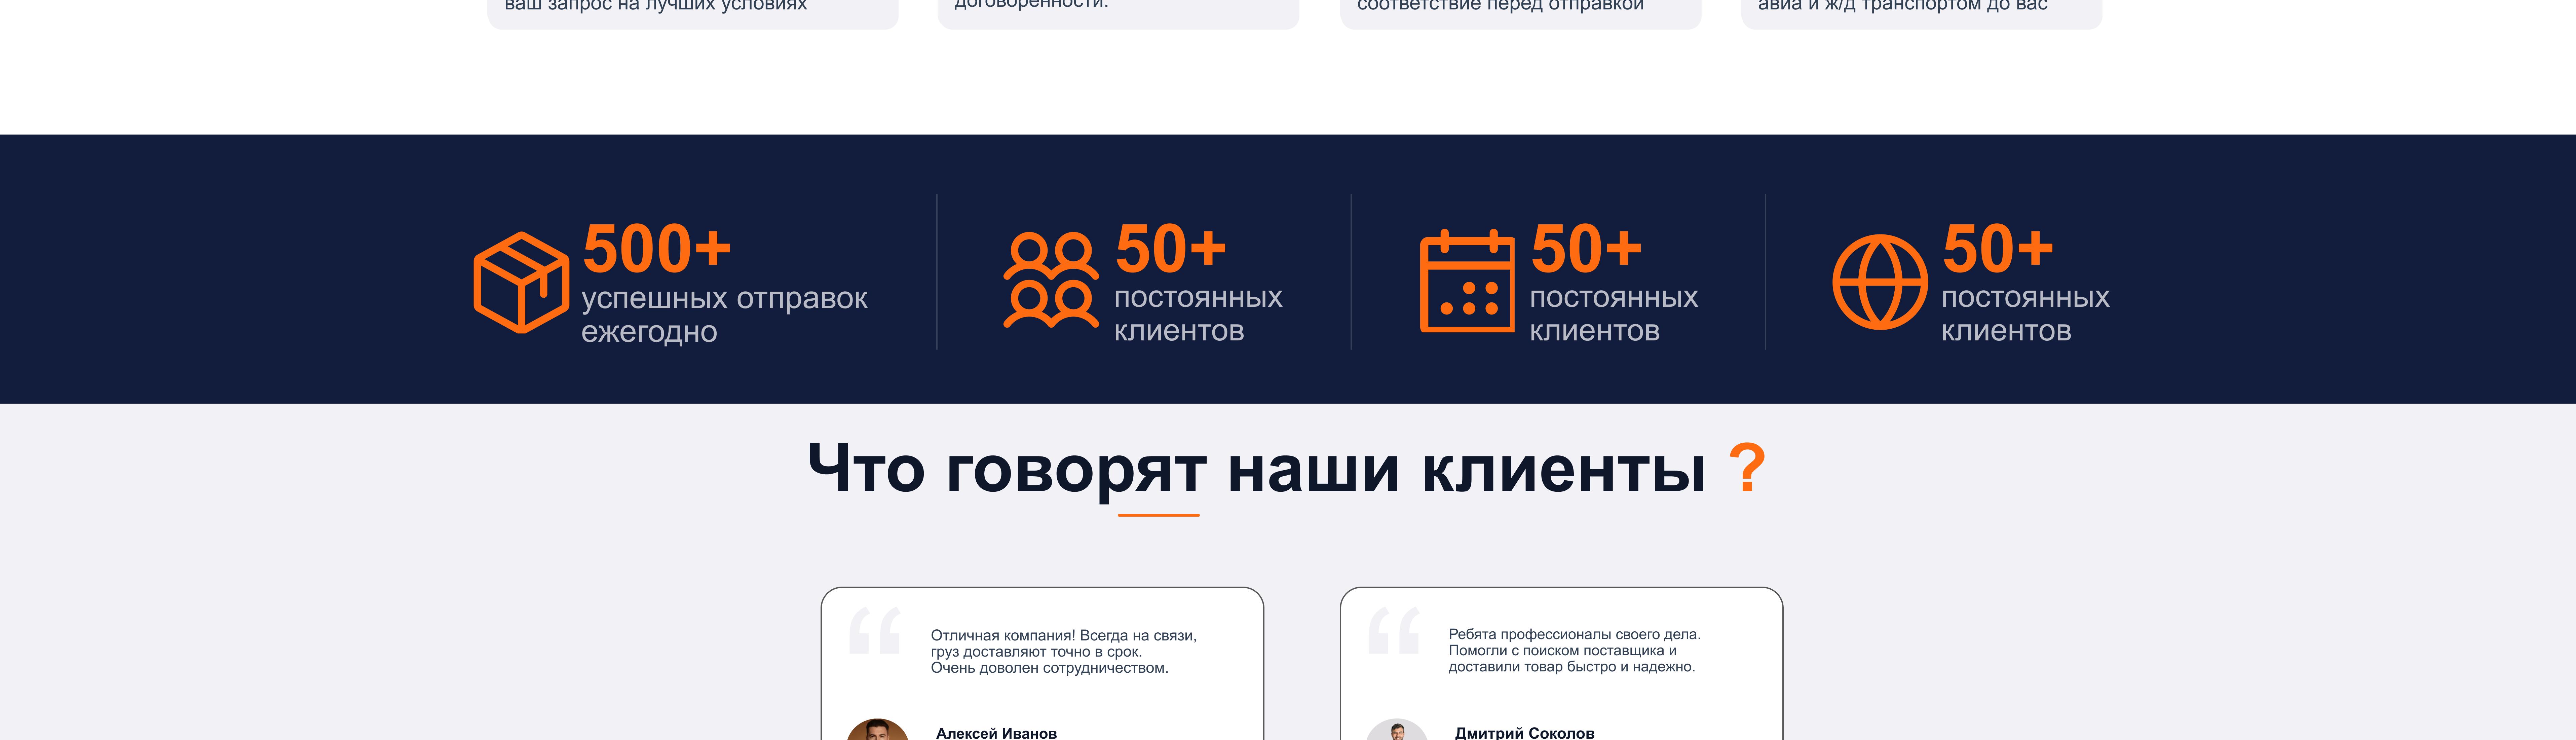 ваш запрос на лучших условиях
договоренности.
соответствие перед отправкой
авиа и ж/д транспортом до вас
500+
успешных отправок
ежегодно
50+
постоянных
клиентов
50+
постоянных
клиентов
50+
постоянных
клиентов
Что говорят наши клиенты ?
Отличная компания! Всегда на связи,
груз доставляют точно в срок.
Очень доволен сотрудничеством.
Алексей Иванов
Ребята профессионалы своего дела.
Помогли с поиском поставщика и
доставили товар быстро и надежно.
Дмитрий Соколов